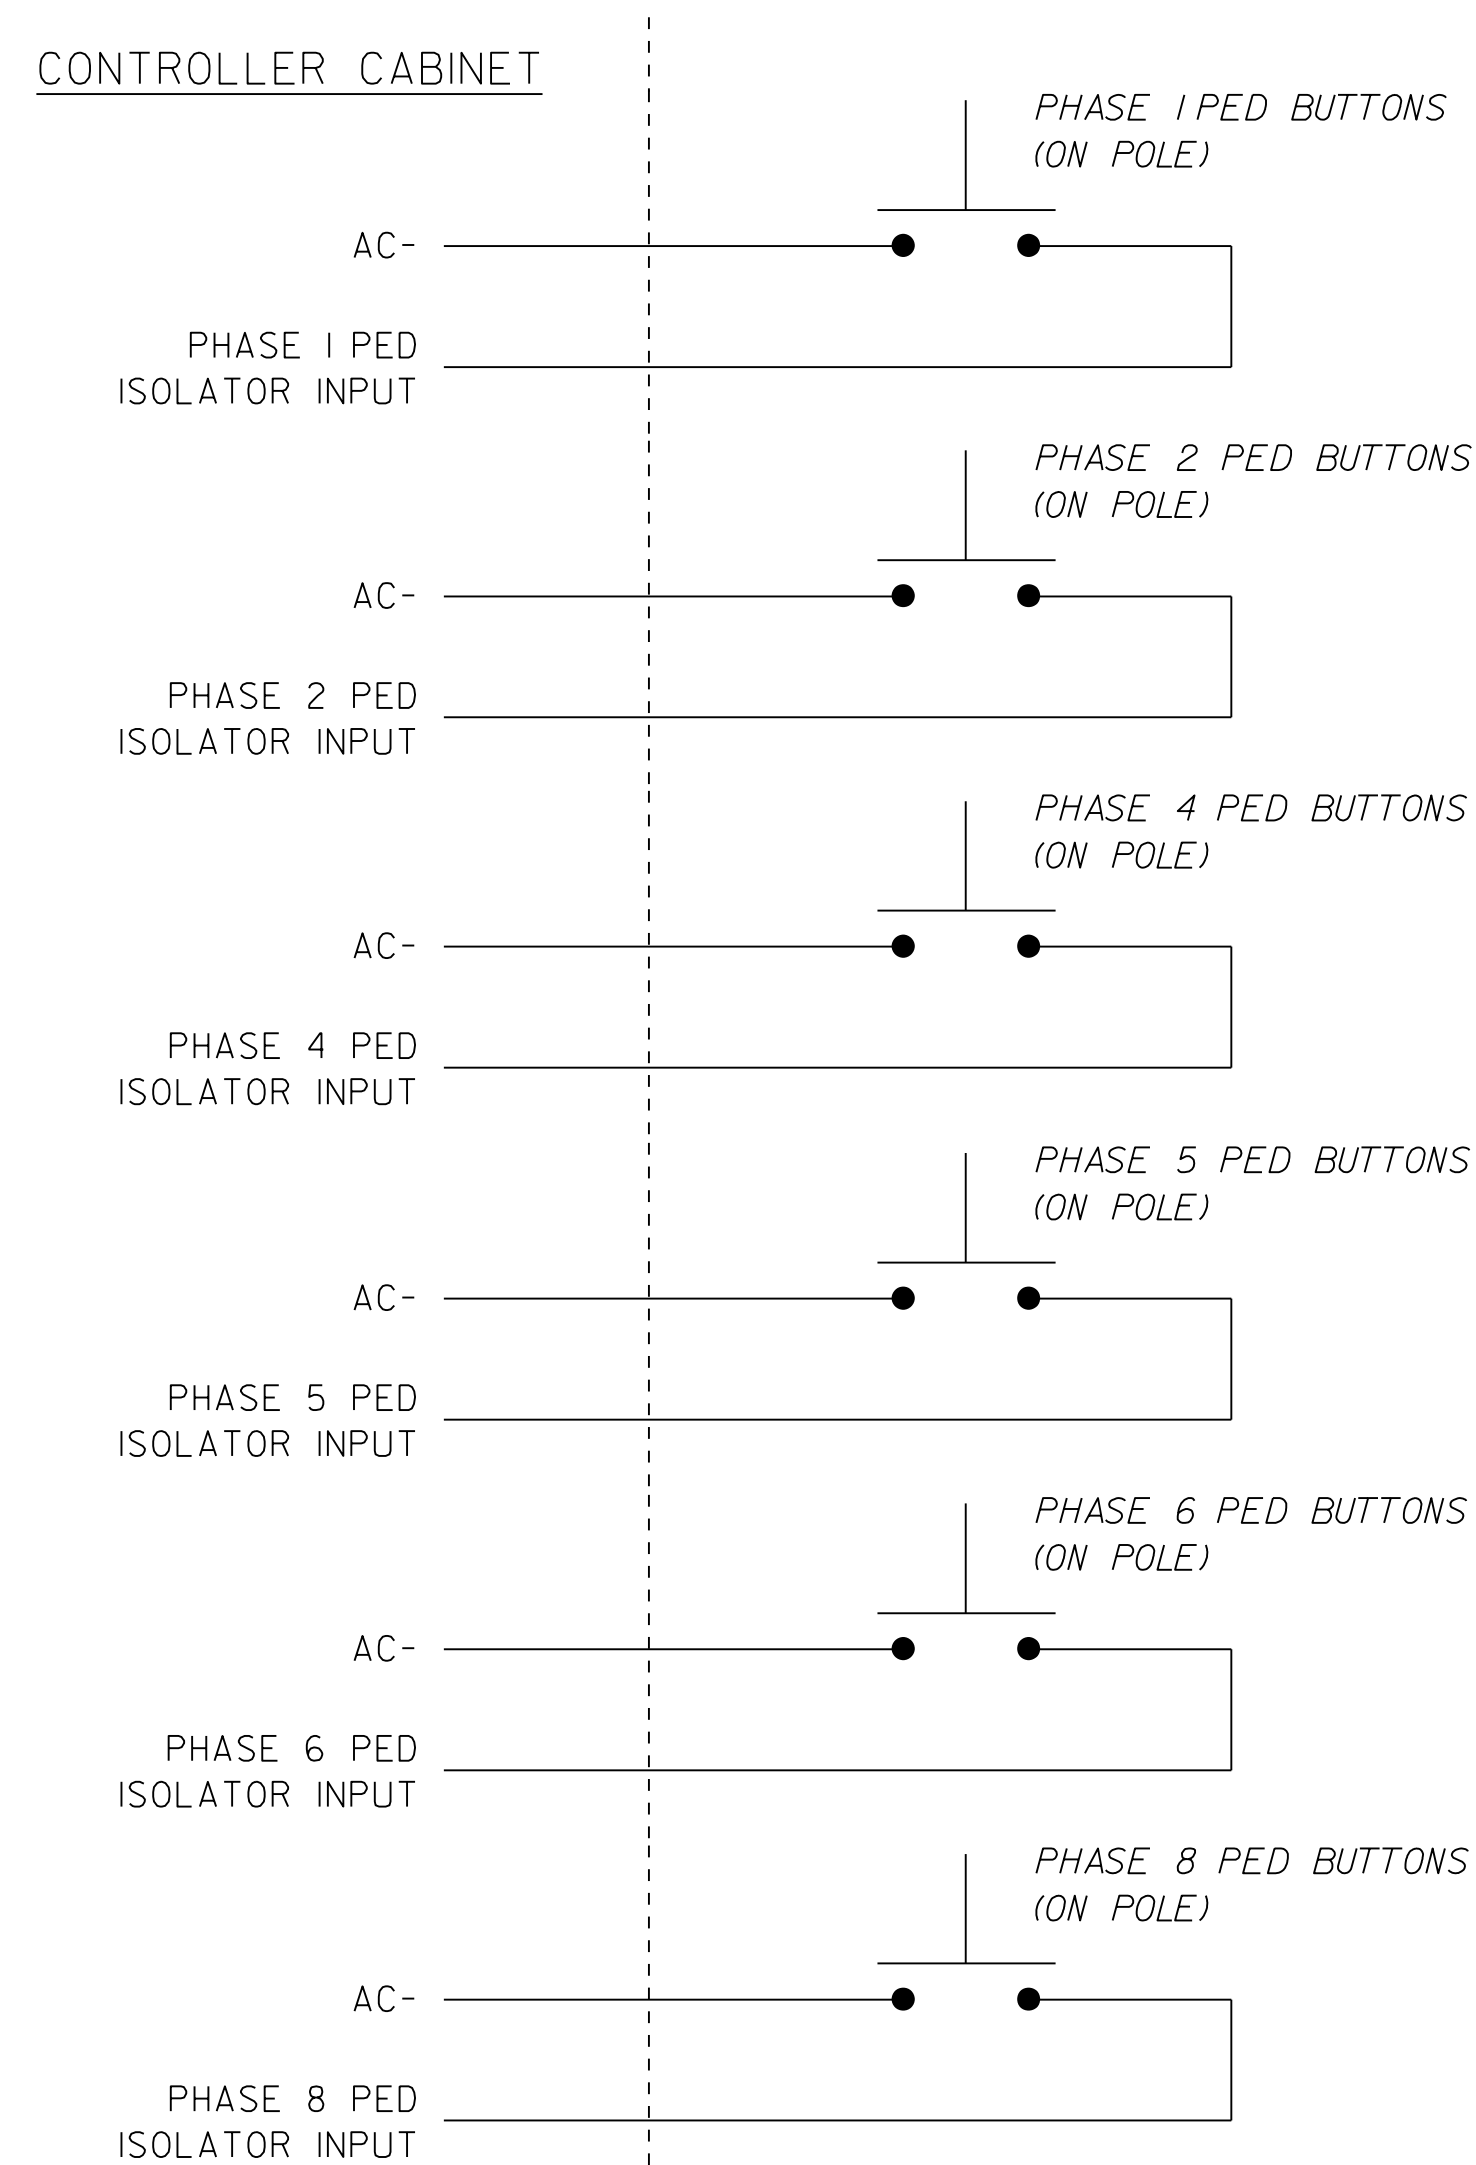 CONTROLLER CABINET
PHASE 1 PED BUTTONS
(ON POLE)
AC-
PHASE 1 PED
ISOLATOR INPUT
PHASE 2 PED BUTTONS
(ON POLE)
AC-
PHASE 2 PED
ISOLATOR INPUT
PHASE 4 PED BUTTONS
(ON POLE)
AC-
PHASE 4 PED
ISOLATOR INPUT
PHASE 5 PED BUTTONS
(ON POLE)
AC-
PHASE 5 PED
ISOLATOR INPUT
PHASE 6 PED BUTTONS
(ON POLE)
AC-
PHASE 6 PED
ISOLATOR INPUT
PHASE 8 PED BUTTONS
(ON POLE)
AC-
PHASE 8 PED
ISOLATOR INPUT